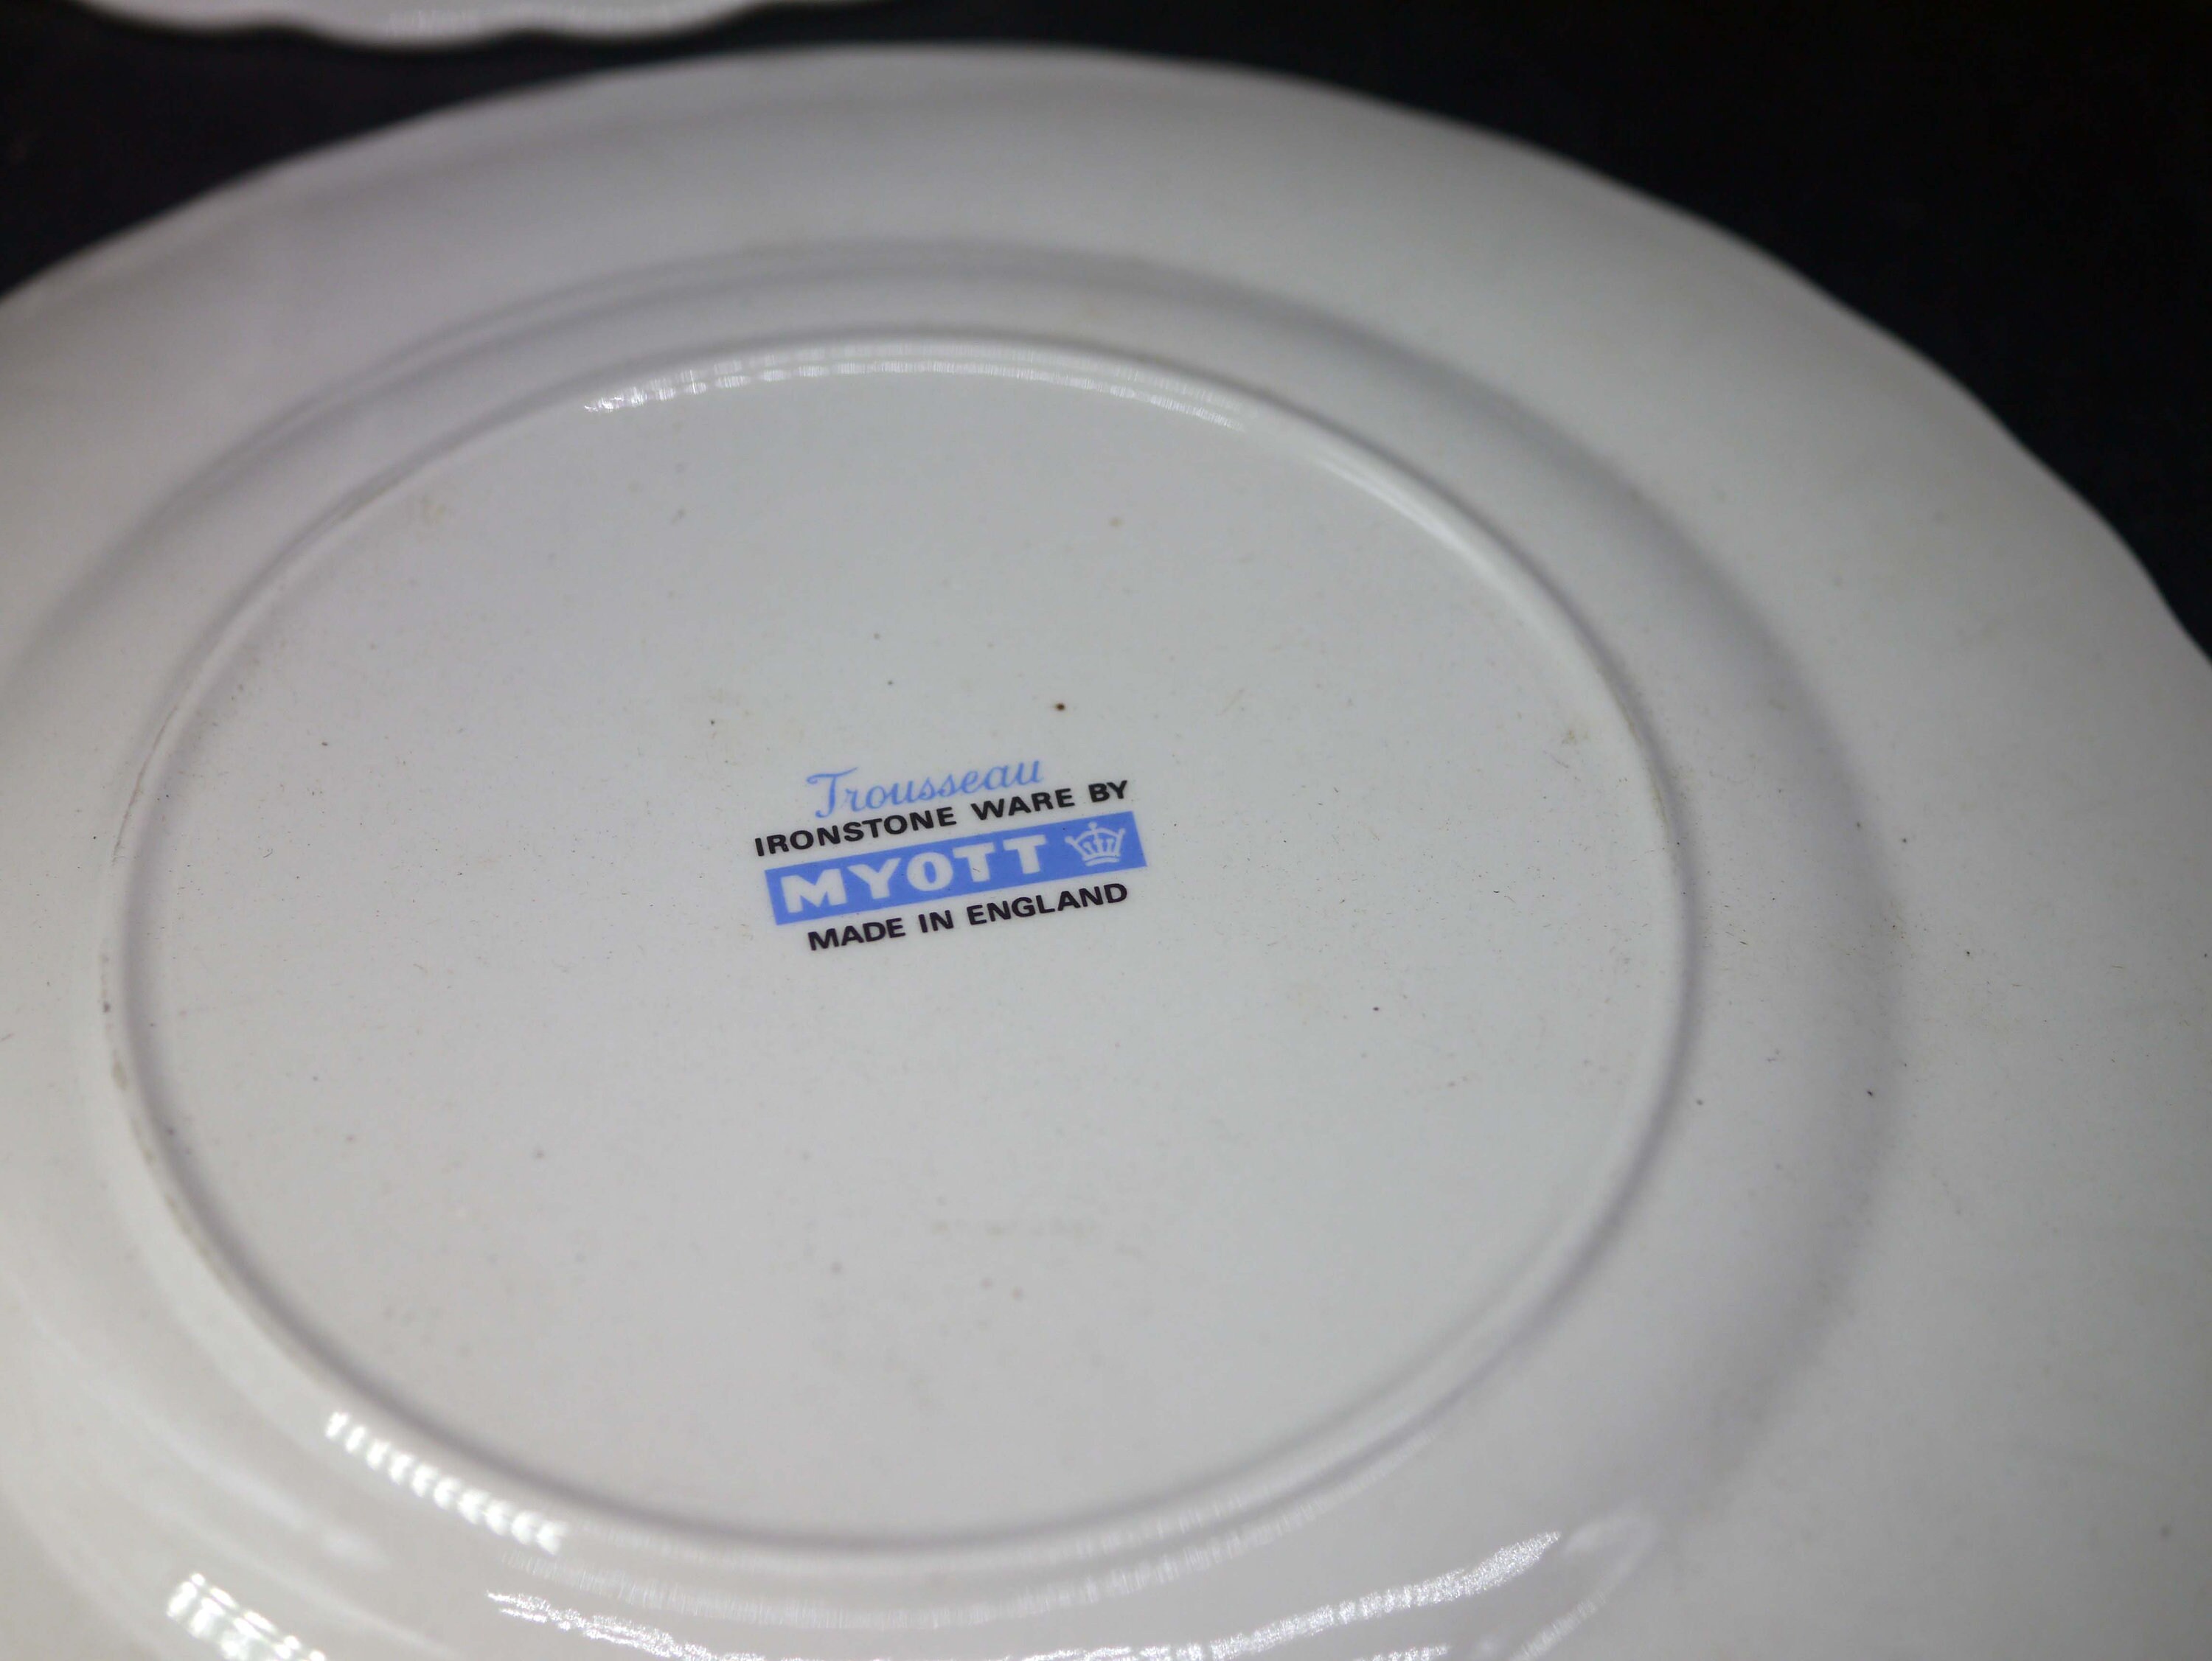 Trousseau
IRONSTONE WARE BY
MYOTT
MADE IN ENGLAND